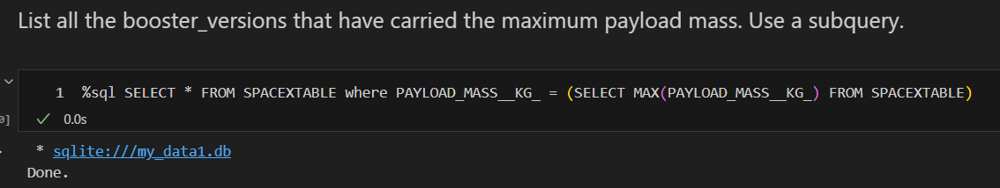 List all the booster_versions that have carried the maximum payload mass. Use a subquery.
1 %sql SELECT * FROM SPACEXTABLE where PAYLOAD_MASS__KG_ = (SELECT MAX(PAYLOAD_MASS__KG_) FROM SPACEXTABLE)
0] ✓ 0.0s
* sqlite:///my_data1.db
Done.